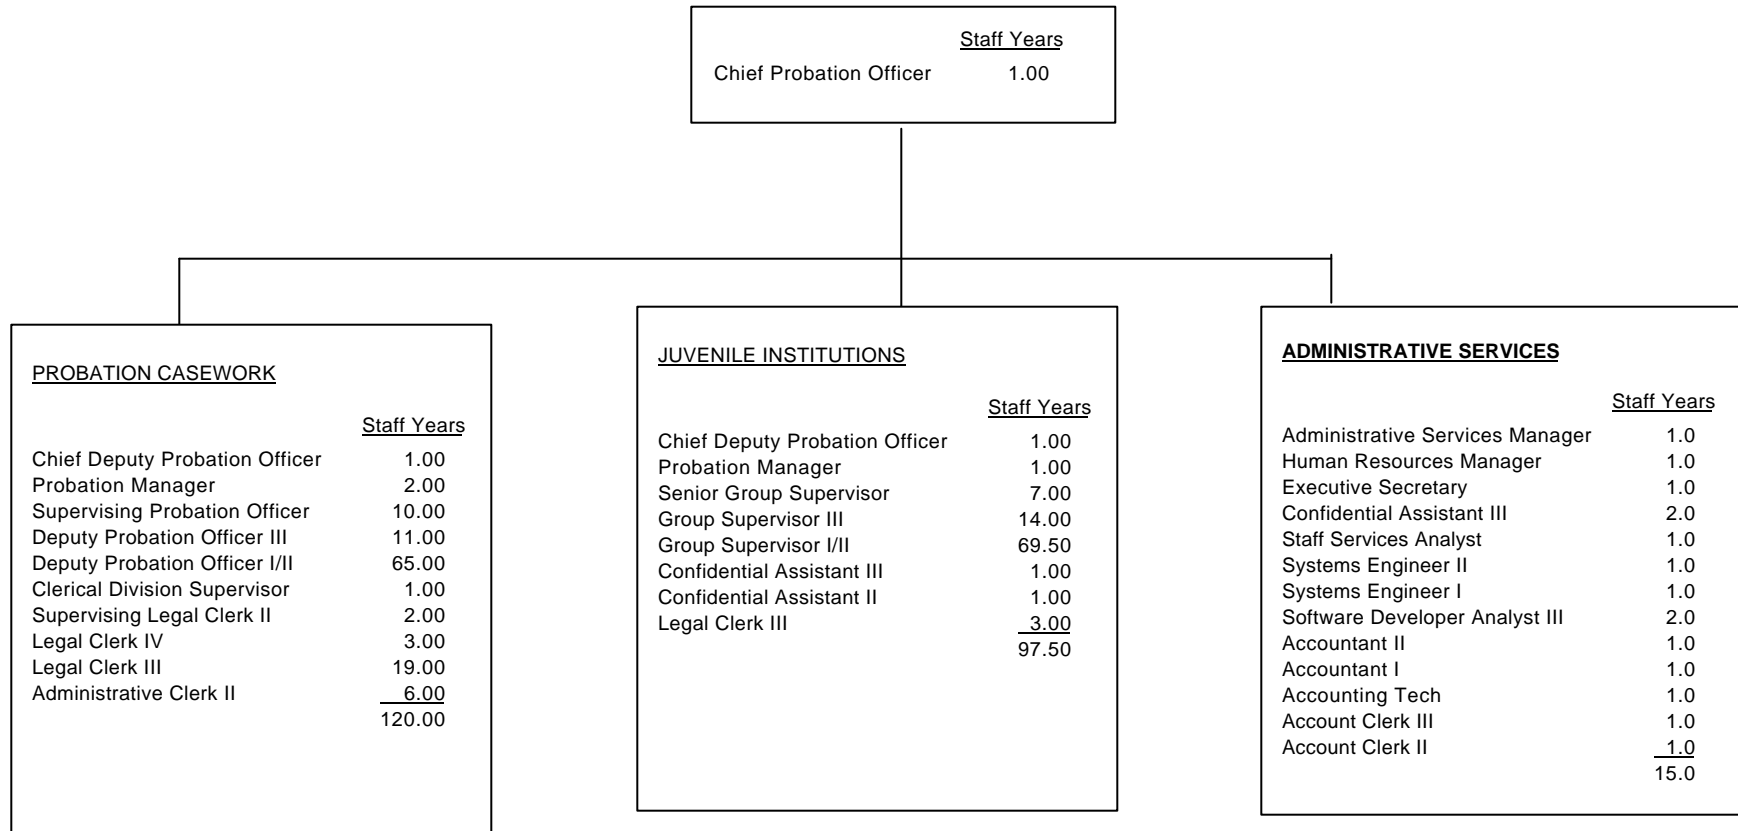 Staff Years
Chief Probation Officer 1.00
PROBATION CASEWORK
Staff Years
Chief Deputy Probation Officer 1.00
Probation Manager 2.00
Supervising Probation Officer 10.00
Deputy Probation Officer III 11.00
Deputy Probation Officer I/II 65.00
Clerical Division Supervisor 1.00
Supervising Legal Clerk II 2.00
Legal Clerk IV 3.00
Legal Clerk III 19.00
Administrative Clerk II 6.00
120.00
JUVENILE INSTITUTIONS
Staff Years
Chief Deputy Probation Officer 1.00
Probation Manager 1.00
Senior Group Supervisor 7.00
Group Supervisor III 14.00
Group Supervisor I/II 69.50
Confidential Assistant III 1.00
Confidential Assistant II 1.00
Legal Clerk III 3.00
97.50
ADMINISTRATIVE SERVICES
Staff Years
Administrative Services Manager 1.0
Human Resources Manager 1.0
Executive Secretary 1.0
Confidential Assistant III 2.0
Staff Services Analyst 1.0
Systems Engineer II 1.0
Systems Engineer I 1.0
Software Developer Analyst III 2.0
Accountant II 1.0
Accountant I 1.0
Accounting Tech 1.0
Account Clerk III 1.0
Account Clerk II 1.0
15.0